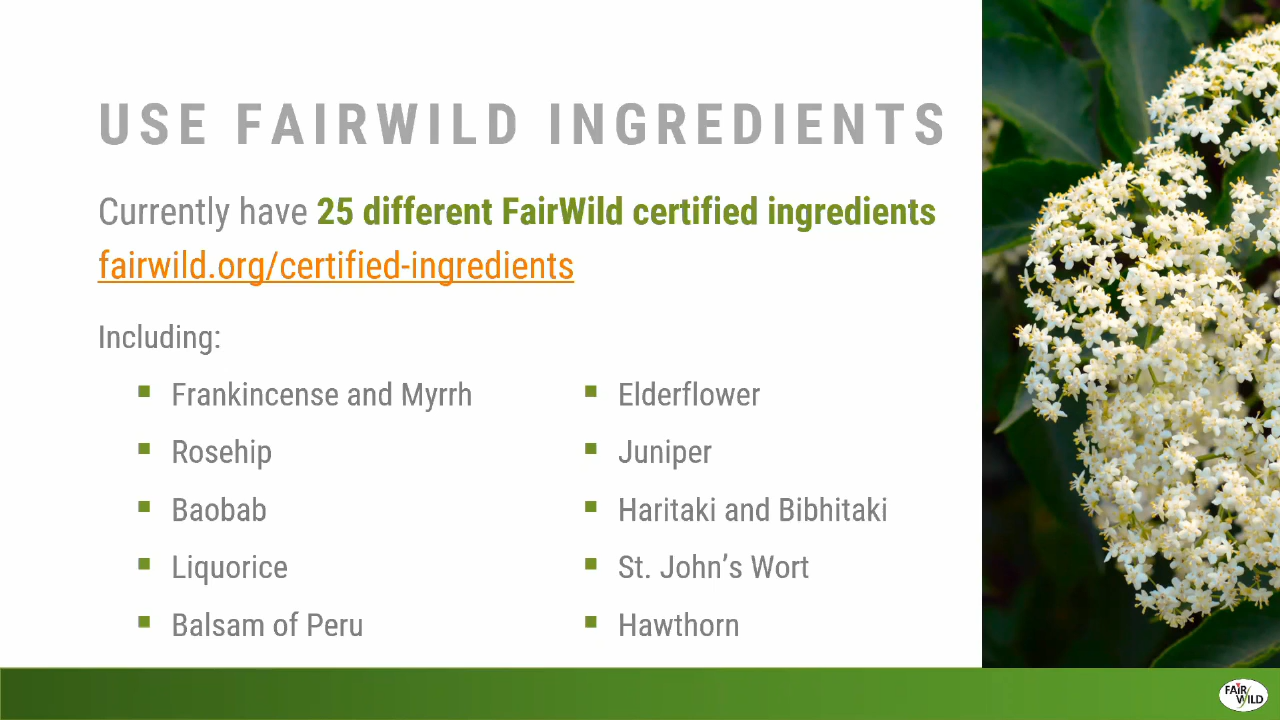 USE FAIRWILD INGREDIENTS
Currently have 25 different FairWild certified ingredients
fairwild.org/certified-ingredients
Including:
Frankincense and Myrrh
Rosehip
Baobab
Liquorice
Balsam of Peru
Elderflower
Juniper
Haritaki and Bibhitaki
St. John’s Wort
Hawthorn
FAIR
WILD